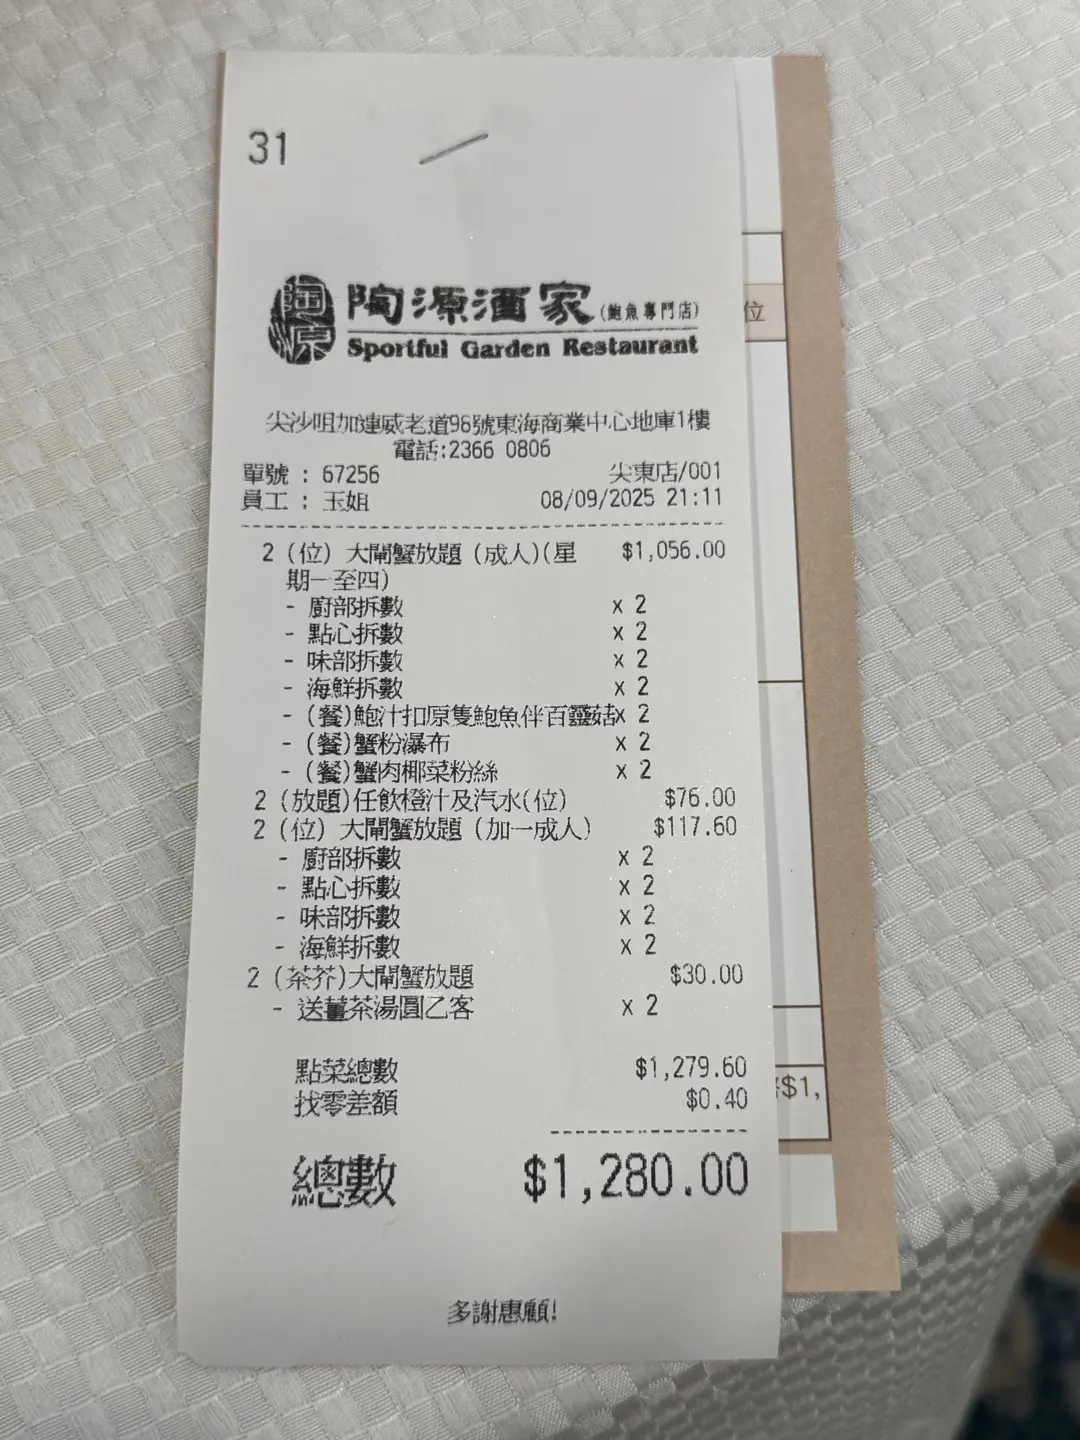 31
陶源酒家(鮑魚專門店)
Sportful Garden Restaurant
尖沙咀加連威老道96號東海商業中心地庫1樓
電話:2366 0806
單號 : 67256 尖東店/001
員工 : 玉姐 08/09/2025 21:11
2 (位) 大閘蟹放題 (成人)(星 $1,056.00
期一至四)
- 廚部拆數 x 2
- 點心拆數 x 2
- 味部拆數 x 2
- 海鮮拆數 x 2
- (餐)鮑汁扣原隻鮑魚伴百靈菇x 2
- (餐)蟹粉瀑布 x 2
- (餐)蟹肉椰菜粉絲 x 2
2 (放題)任飲橙汁及汽水(位) $76.00
2 (位) 大閘蟹放題 (加一成人) $117.60
- 廚部拆數 x 2
- 點心拆數 x 2
- 味部拆數 x 2
- 海鮮拆數 x 2
2 (茶芥)大閘蟹放題 $30.00
- 送薑茶湯圓乙客 x 2
點菜總數 $1,279.60
找零差額 $0.40
總數 $1,280.00
多謝惠顧!
位
$1,